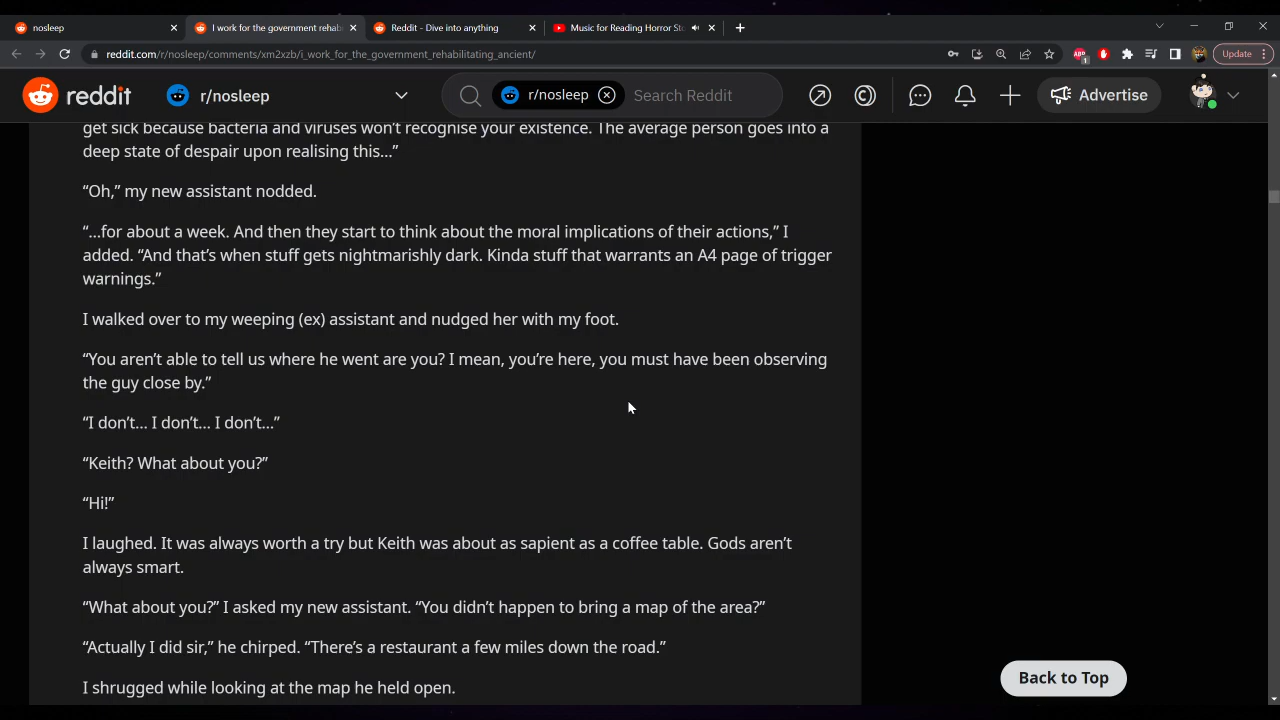 nosleep
I work for the government rehab
Reddit - Dive into anything
Music for Reading Horror St
reddit.com/r/nosleep/comments/xm2xzb/i_work_for_the_government_rehabilitating_ancient/
Update
reddit
r/nosleep
r/nosleep
Search Reddit
Advertise
get sick because bacteria and viruses won’t recognise your existence. The average person goes into a
deep state of despair upon realising this…”
“Oh,” my new assistant nodded.
“…for about a week. And then they start to think about the moral implications of their actions,” I
added. “And that’s when stuff gets nightmarishly dark. Kinda stuff that warrants an A4 page of trigger
warnings.”
I walked over to my weeping (ex) assistant and nudged her with my foot.
“You aren’t able to tell us where he went are you? I mean, you’re here, you must have been observing
the guy close by.”
“I don’t… I don’t… I don’t…”
“Keith? What about you?”
“Hi!”
I laughed. It was always worth a try but Keith was about as sapient as a coffee table. Gods aren’t
always smart.
“What about you?” I asked my new assistant. “You didn’t happen to bring a map of the area?”
“Actually I did sir,” he chirped. “There’s a restaurant a few miles down the road.”
I shrugged while looking at the map he held open.
Back to Top